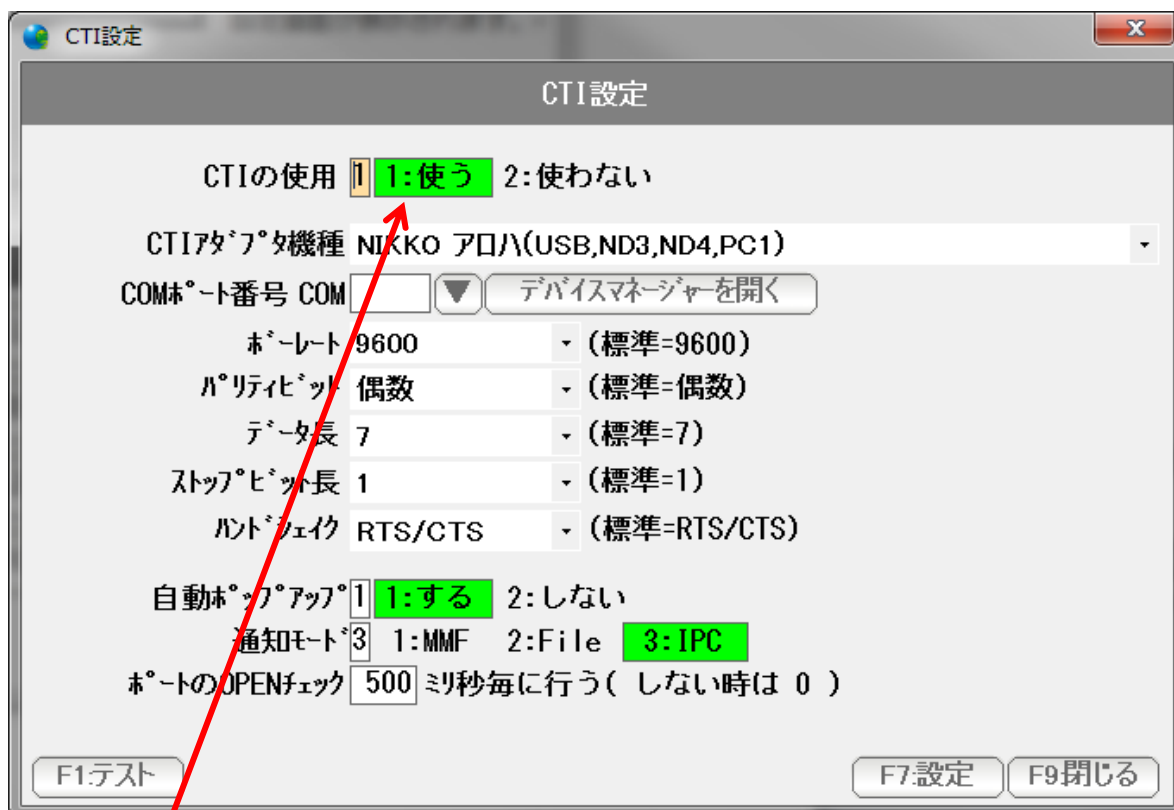 CTI設定
CTI設定
CTIの使用 1 1:使う 2:使わない
CTIｱﾀﾞﾌﾟﾀ機種 NIKKO アロハ(USB,ND3,ND4,PC1)
COMﾎﾟｰﾄ番号 COM ▼ デバイスマネージャーを開く
ﾎﾞｰﾚｰﾄ 9600 (標準=9600)
ﾊﾟﾘﾃｨﾋﾞｯﾄ 偶数 (標準=偶数)
ﾃﾞｰﾀ長 7 (標準=7)
ｽﾄｯﾌﾟﾋﾞｯﾄ長 1 (標準=1)
ﾊﾝﾄﾞｼｪｲｸ RTS/CTS (標準=RTS/CTS)
自動ﾎﾟｯﾌﾟｱｯﾌﾟ 1 1:する 2:しない
通知ﾓｰﾄﾞ 3 1:MMF 2:File 3:IPC
ﾎﾟｰﾄのOPENﾁｪｯｸ 500 ﾐﾘ秒毎に行う( しない時は 0 )
F1:テスト F7:設定 F9:閉じる